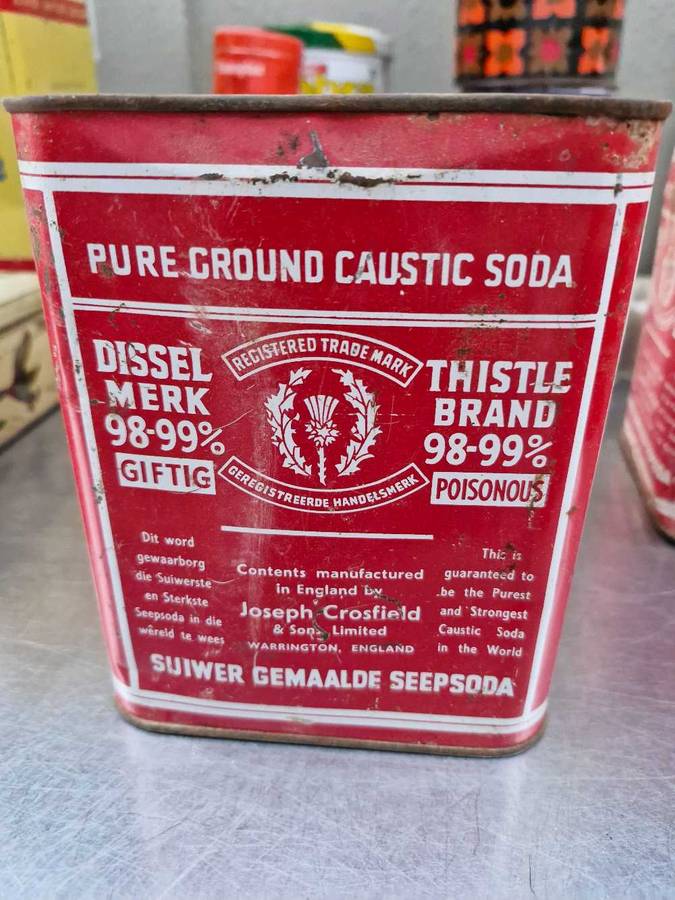 PURE GROUND CAUSTIC SODA
DISSEL
MERK
98-99%
GIFTIG
REGISTERED TRADE MARK
GEREGISTREERDE HANDELSMERK
THISTLE
BRAND
98-99%
POISONOUS
Dit word
gewaarborg
die Suiwerste
en Sterkste
Seepsoda in die
wêreld te wees
Contents manufactured
in England by
Joseph Crosfield
& Sons Limited
WARRINGTON, ENGLAND
This is
guaranteed to
be the Purest
and Strongest
Caustic Soda
in the World
SUIWER GEMAALDE SEEPSODA